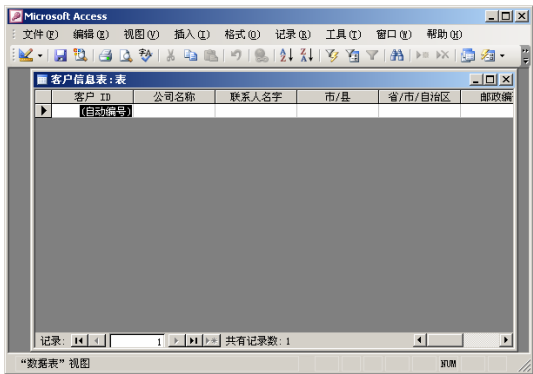 Microsoft Access
文件(F) 编辑(E) 视图(V) 插入(I) 格式(O) 记录(R) 工具(T) 窗口(W) 帮助(H)
客户信息表:表
客户 ID 公司名称 联系人名字 市/县 省/市/自治区 邮政编
(自动编号)
记录: 1 共有记录数: 1
“数据表”视图 NUM